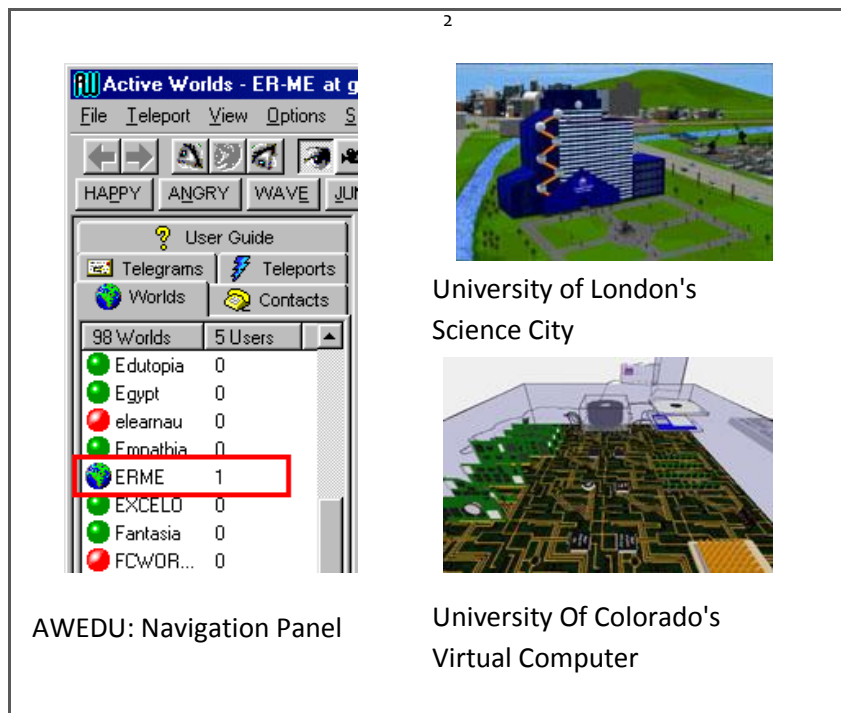 2
Active Worlds - ER-ME at g
File Teleport View Options S
HAPPY ANGRY WAVE JUN
User Guide
Telegrams Teleports
Worlds Contacts
98 Worlds 5 Users
Edutopia 0
Egypt 0
elearnau 0
Empathia 0
ERME 1
EXCELO 0
Fantasia 0
FCWOR... 0
AWEDU: Navigation Panel
University of London's
Science City
University Of Colorado's
Virtual Computer